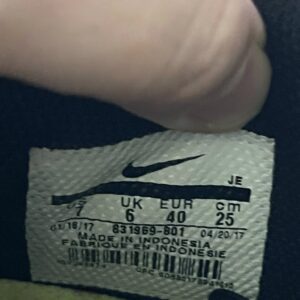 JE
US UK EUR cm
7 6 40 25
831969-801 04/20/17
MADE IN INDONESIA
FABRIQUE EN INDONESIE